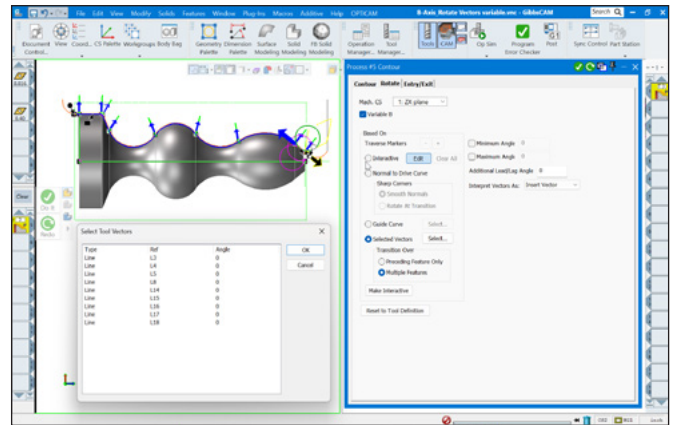 File Edit View Modify Solids Features Window Plug-Ins Macros Additive Help OPTICAM
B-Axis Rotate Vectors variable.vnc - GibbsCAM
Search
Document Control...
View
Coord...
CS Palette
Workgroups
Body Bag
Geometry Palette
Dimension Palette
Surface Modeling
Solid Modeling
FR Solid Modeling
Operation Manager...
Tool Manager...
Tools
CAM
Op Sim
Program Error Checker
Post
Sync Control
Part Station
Process #5 Contour
Contour Rotate Entry/Exit
Mach. CS 1: ZX plane
Variable B
Based On
Traverse Markers - +
Interactive Edit Clear All
Normal to Drive Curve
Sharp Corners
Smooth Normals
Rotate At Transition
Guide Curve Select...
Selected Vectors Select...
Transition Over
Preceding Feature Only
Multiple Features
Make Interactive
Reset to Tool Definition
Minimum Angle 0
Maximum Angle 0
Additional Lead/Lag Angle 0
Interpret Vectors As: Insert Vector
Clear
Do It
Redo
Select Tool Vectors
Type Ref Angle
Line L3 0
Line L4 0
Line L5 0
Line L8 0
Line L14 0
Line L15 0
Line L16 0
Line L17 0
Line L18 0
OK
Cancel